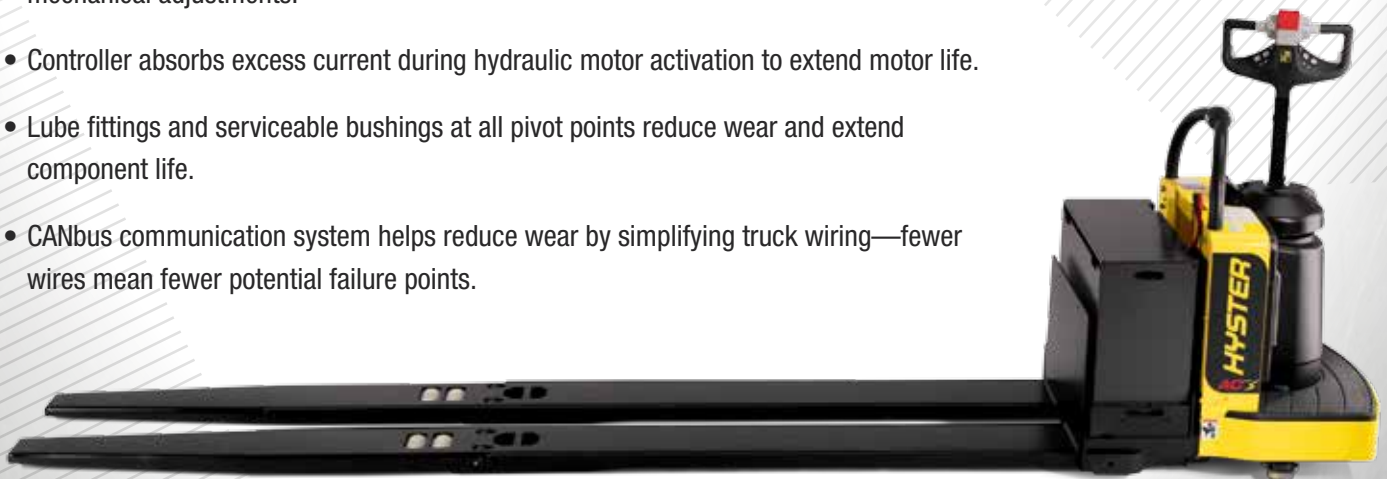 mechanical adjustments.
• Controller absorbs excess current during hydraulic motor activation to extend motor life.
• Lube fittings and serviceable bushings at all pivot points reduce wear and extend
component life.
• CANbus communication system helps reduce wear by simplifying truck wiring—fewer
wires mean fewer potential failure points.
HYSTER
AC